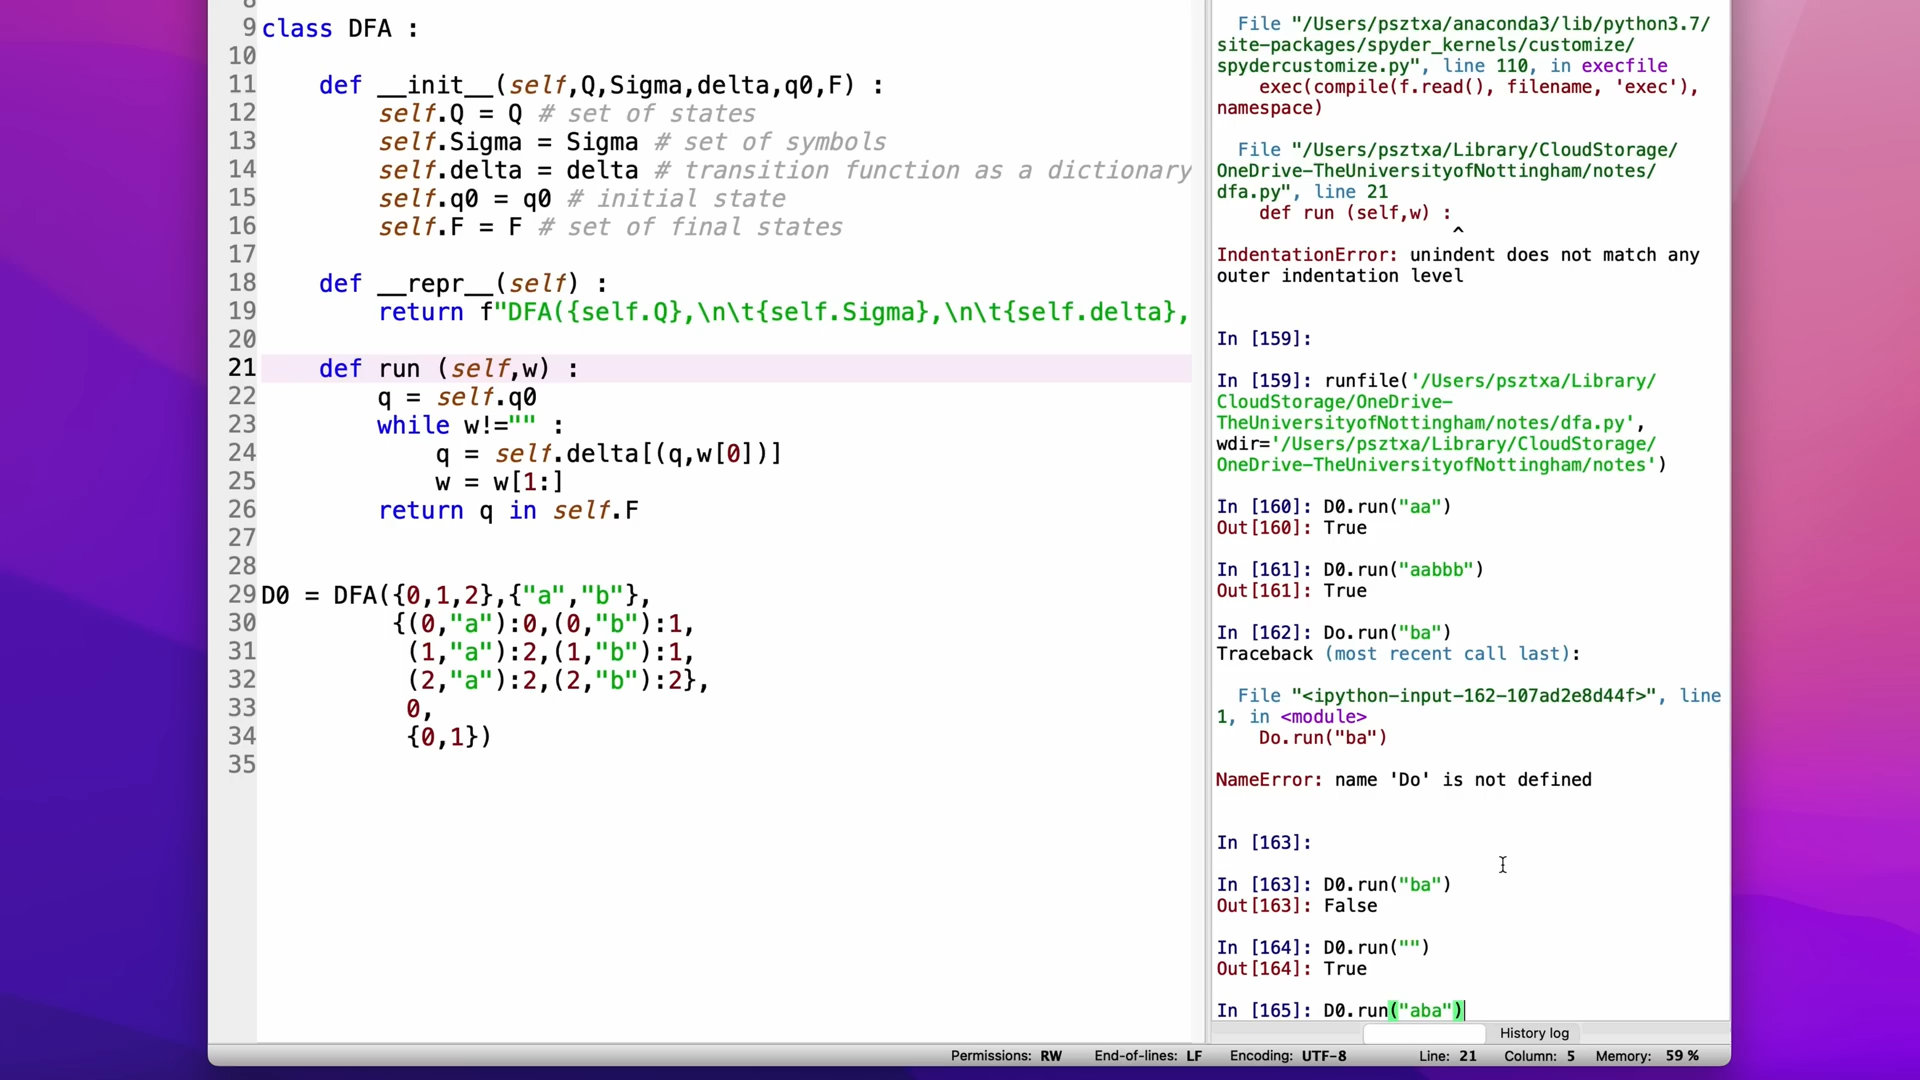 9 class DFA :
10
11 def __init__(self,Q,Sigma,delta,q0,F) :
12 self.Q = Q # set of states
13 self.Sigma = Sigma # set of symbols
14 self.delta = delta # transition function as a dictionary
15 self.q0 = q0 # initial state
16 self.F = F # set of final states
17
18 def __repr__(self) :
19 return f"DFA({self.Q},\n\t{self.Sigma},\n\t{self.delta},
20
21 def run (self,w) :
22 q = self.q0
23 while w!="" :
24 q = self.delta[(q,w[0])]
25 w = w[1:]
26 return q in self.F
27
28
29 D0 = DFA({0,1,2},{"a","b"},
30 {(0,"a"):0,(0,"b"):1,
31 (1,"a"):2,(1,"b"):1,
32 (2,"a"):2,(2,"b"):2},
33 0,
34 {0,1})
35
File "/Users/psztxa/anaconda3/lib/python3.7/
site-packages/spyder_kernels/customize/
spydercustomize.py", line 110, in execfile
exec(compile(f.read(), filename, 'exec'),
namespace)
File "/Users/psztxa/Library/CloudStorage/
OneDrive-TheUniversityofNottingham/notes/
dfa.py", line 21
def run (self,w) :
^
IndentationError: unindent does not match any
outer indentation level
In [159]:
In [159]: runfile('/Users/psztxa/Library/
CloudStorage/OneDrive-
TheUniversityofNottingham/notes/dfa.py',
wdir='/Users/psztxa/Library/CloudStorage/
OneDrive-TheUniversityofNottingham/notes')
In [160]: D0.run("aa")
Out[160]: True
In [161]: D0.run("aabbb")
Out[161]: True
In [162]: Do.run("ba")
Traceback (most recent call last):
File "<ipython-input-162-107ad2e8d44f>", line
1, in <module>
Do.run("ba")
NameError: name 'Do' is not defined
In [163]:
In [163]: D0.run("ba")
Out[163]: False
In [164]: D0.run("")
Out[164]: True
In [165]: D0.run("aba")
History log
Permissions: RW End-of-lines: LF Encoding: UTF-8 Line: 21 Column: 5 Memory: 59 %